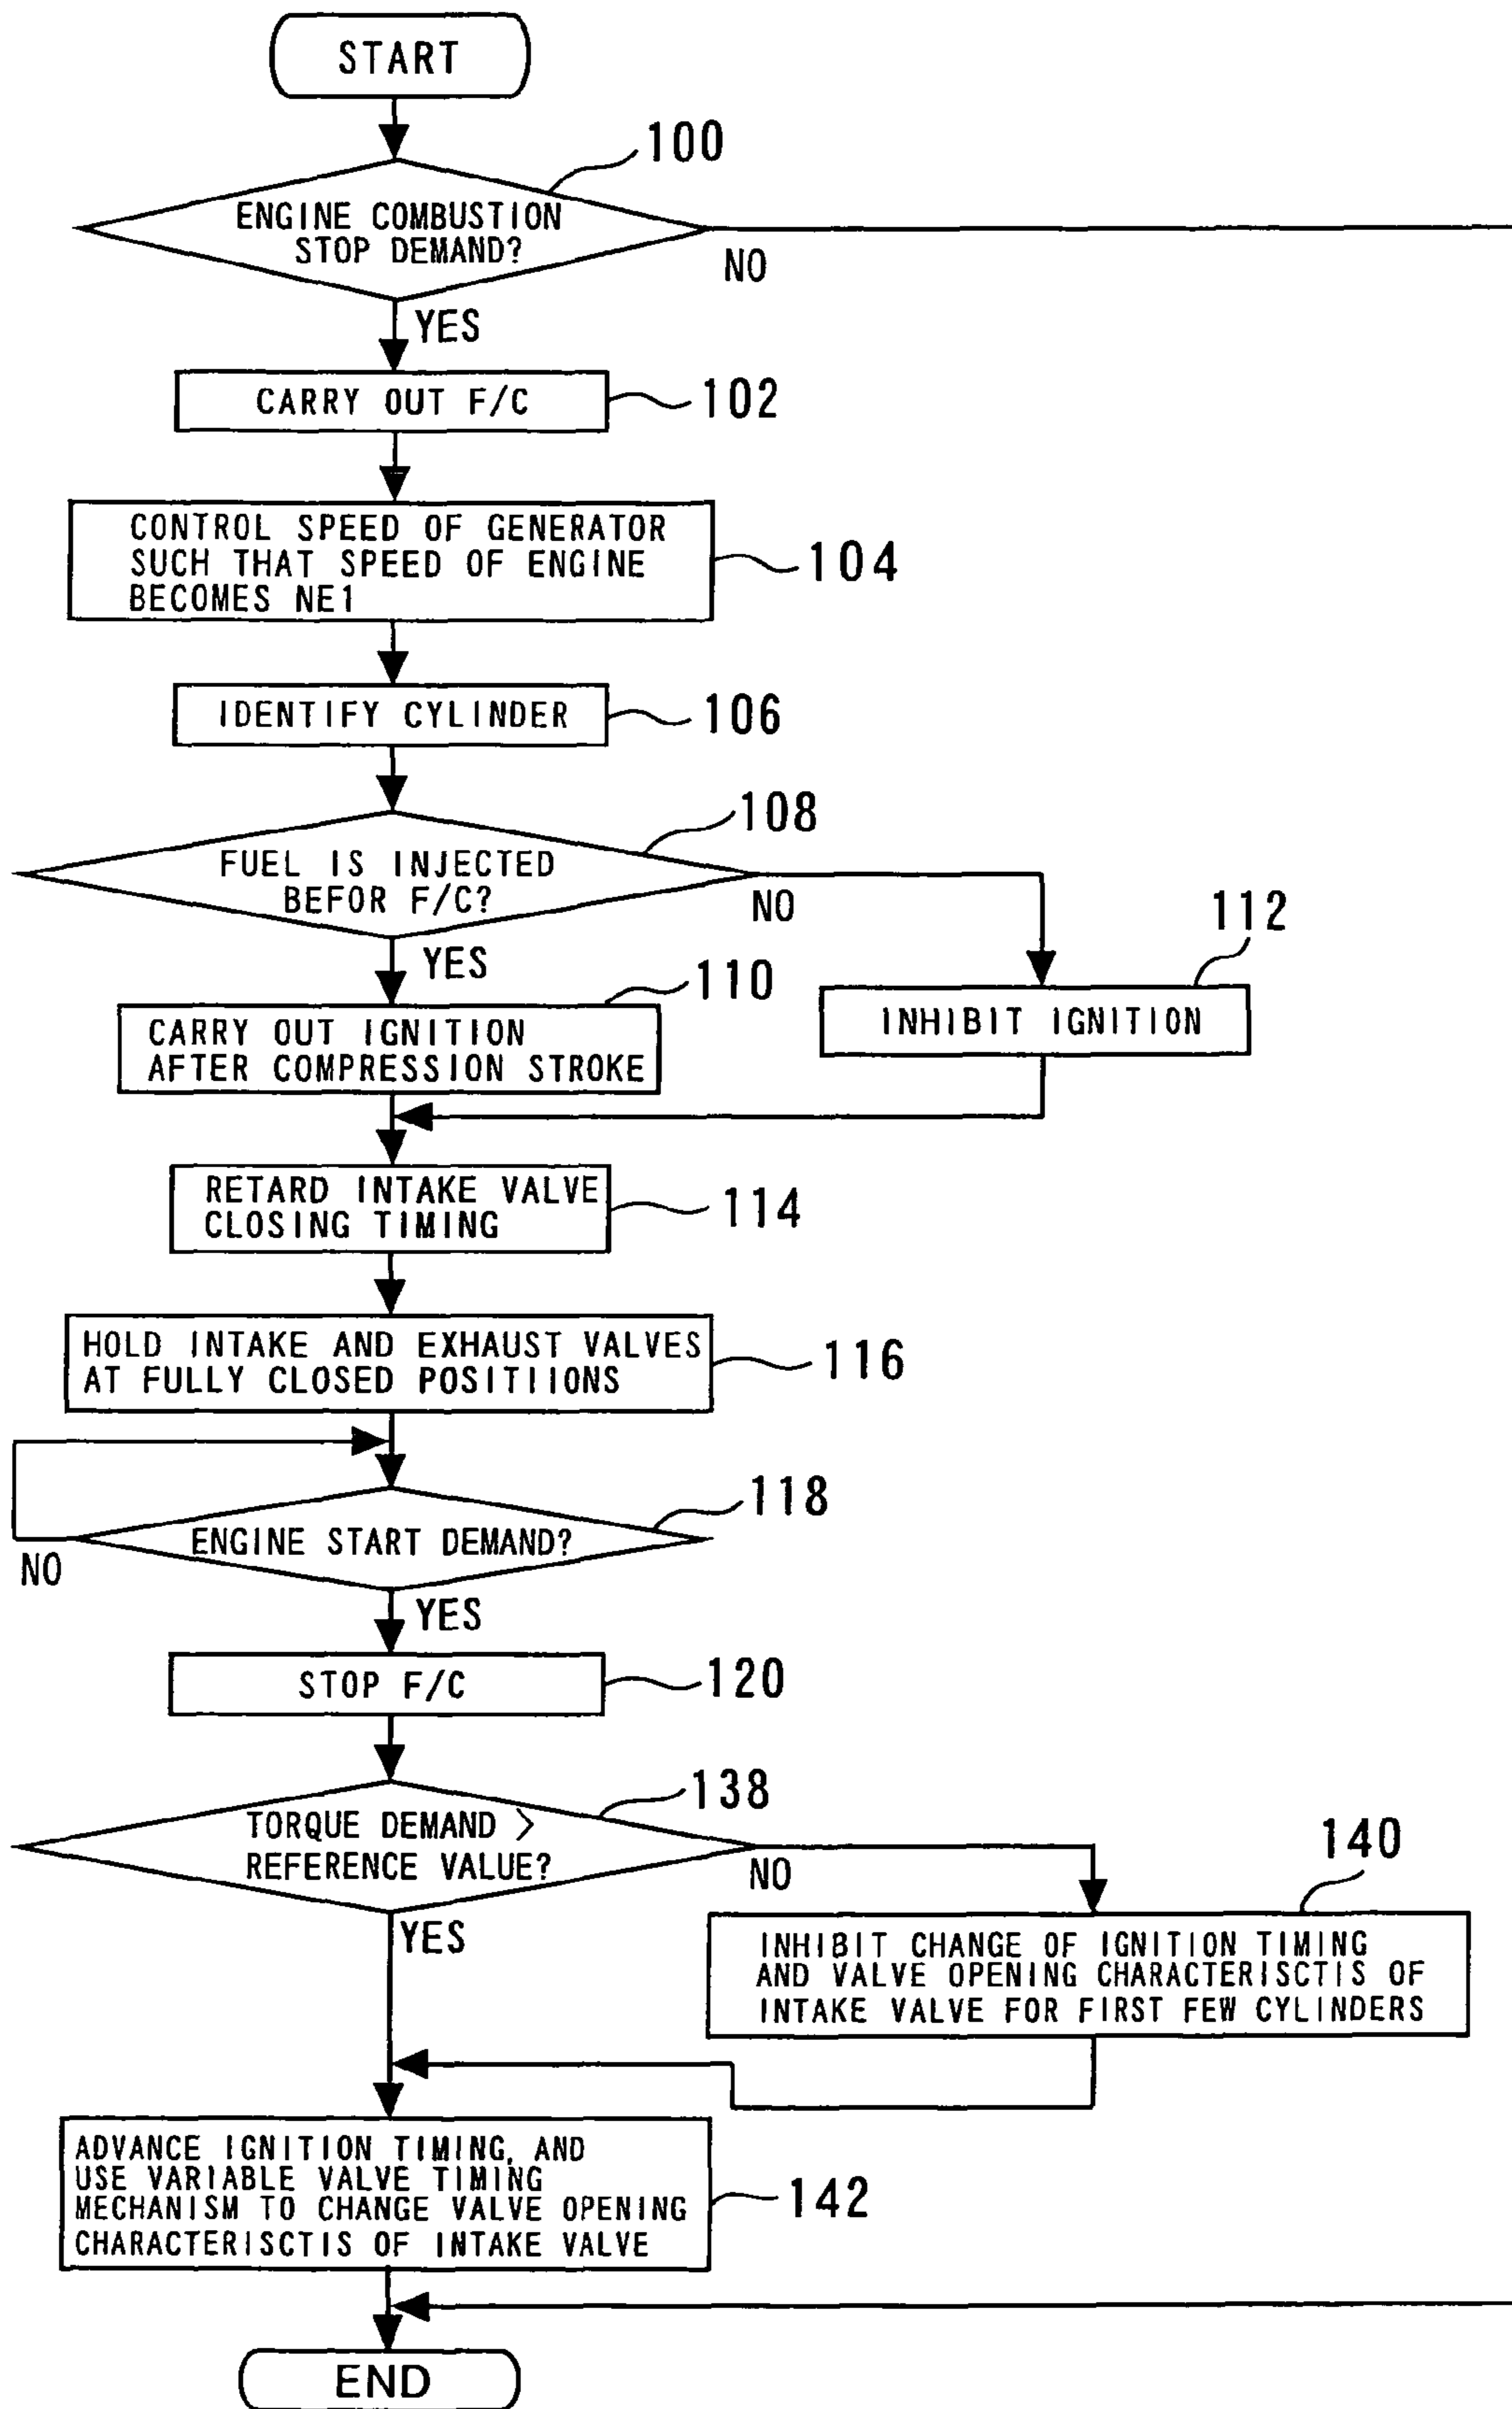 START
100
ENGINE COMBUSTION
STOP DEMAND?
NO
YES
CARRY OUT F/C
102
CONTROL SPEED OF GENERATOR
SUCH THAT SPEED OF ENGINE
BECOMES NE1
104
IDENTIFY CYLINDER
106
108
FUEL IS INJECTED
BEFOR F/C?
NO
YES
110
112
CARRY OUT IGNITION
AFTER COMPRESSION STROKE
INHIBIT IGNITION
RETARD INTAKE VALVE
CLOSING TIMING
114
HOLD INTAKE AND EXHAUST VALVES
AT FULLY CLOSED POSITIIONS
116
118
ENGINE START DEMAND?
NO
YES
STOP F/C
120
138
TORQUE DEMAND >
REFERENCE VALUE?
NO
YES
140
INHIBIT CHANGE OF IGNITION TIMING
AND VALVE OPENING CHARACTERISCTIS OF
INTAKE VALVE FOR FIRST FEW CYLINDERS
ADVANCE IGNITION TIMING, AND
USE VARIABLE VALVE TIMING
MECHANISM TO CHANGE VALVE OPENING
CHARACTERISCTIS OF INTAKE VALVE
142
END